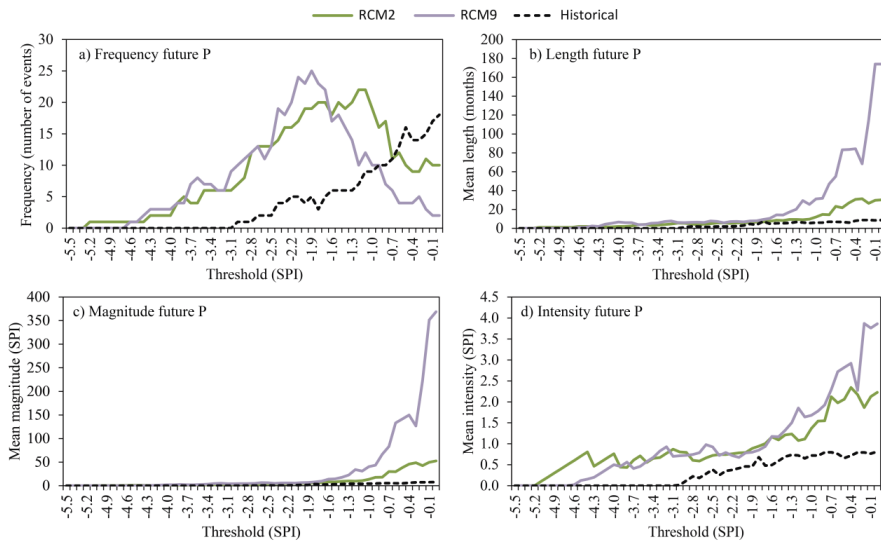 RCM2 RCM9 Historical
a) Frequency future P
Frequency (number of events)
30
25
20
15
10
5
0
-5.5 -5.2 -4.9 -4.6 -4.3 -4.0 -3.7 -3.4 -3.1 -2.8 -2.5 -2.2 -1.9 -1.6 -1.3 -1.0 -0.7 -0.4 -0.1
Threshold (SPI)
b) Length future P
Mean length (months)
200
180
160
140
120
100
80
60
40
20
0
-5.5 -5.2 -4.9 -4.6 -4.3 -4.0 -3.7 -3.4 -3.1 -2.8 -2.5 -2.2 -1.9 -1.6 -1.3 -1.0 -0.7 -0.4 -0.1
Threshold (SPI)
c) Magnitude future P
Mean magnitude (SPI)
400
350
300
250
200
150
100
50
0
-5.5 -5.2 -4.9 -4.6 -4.3 -4.0 -3.7 -3.4 -3.1 -2.8 -2.5 -2.2 -1.9 -1.6 -1.3 -1.0 -0.7 -0.4 -0.1
Threshold (SPI)
d) Intensity future P
Mean intensity (SPI)
4.5
4.0
3.5
3.0
2.5
2.0
1.5
1.0
0.5
0.0
-5.5 -5.2 -4.9 -4.6 -4.3 -4.0 -3.7 -3.4 -3.1 -2.8 -2.5 -2.2 -1.9 -1.6 -1.3 -1.0 -0.7 -0.4 -0.1
Threshold (SPI)